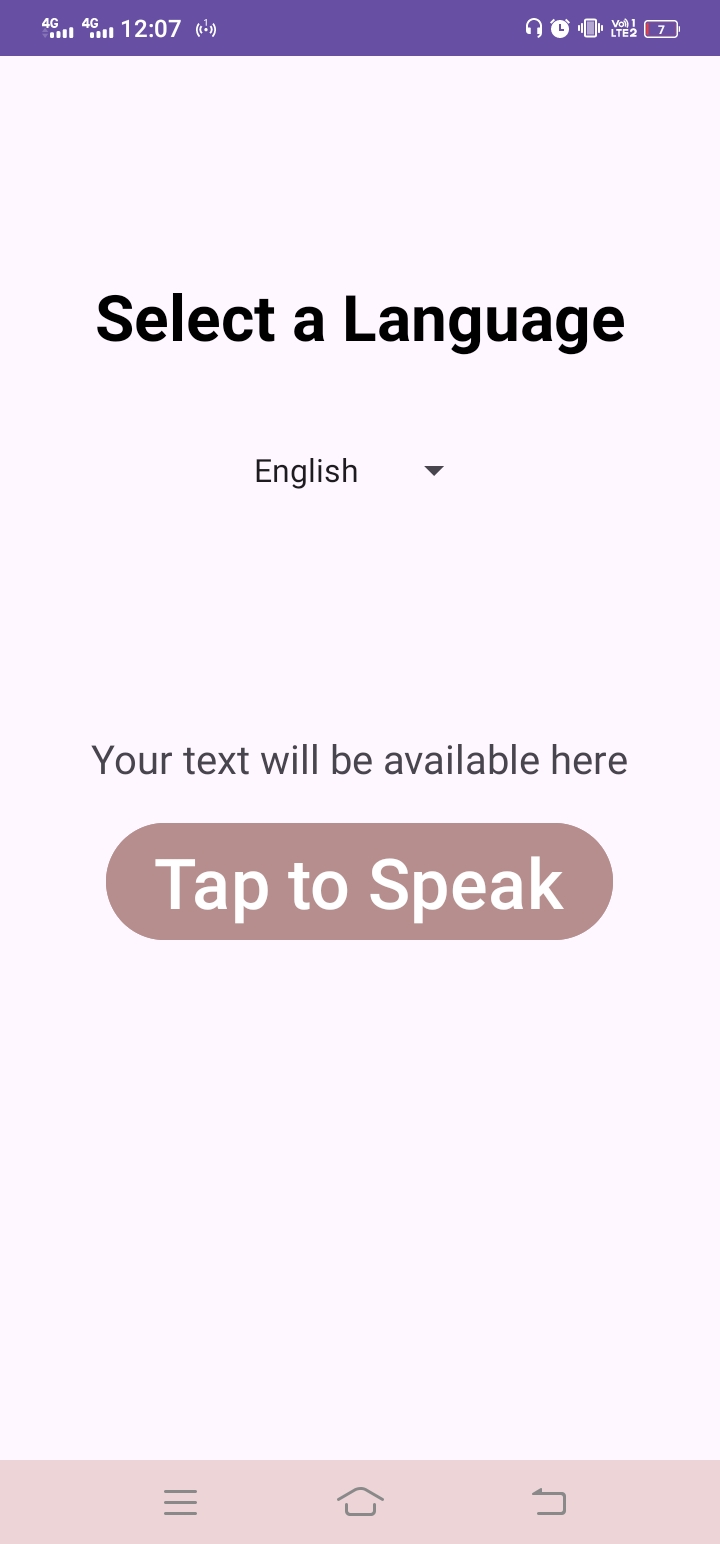 4G 4G 12:07 1 Vo) 1 LTE2 7
Select a Language
English
Your text will be available here
Tap to Speak